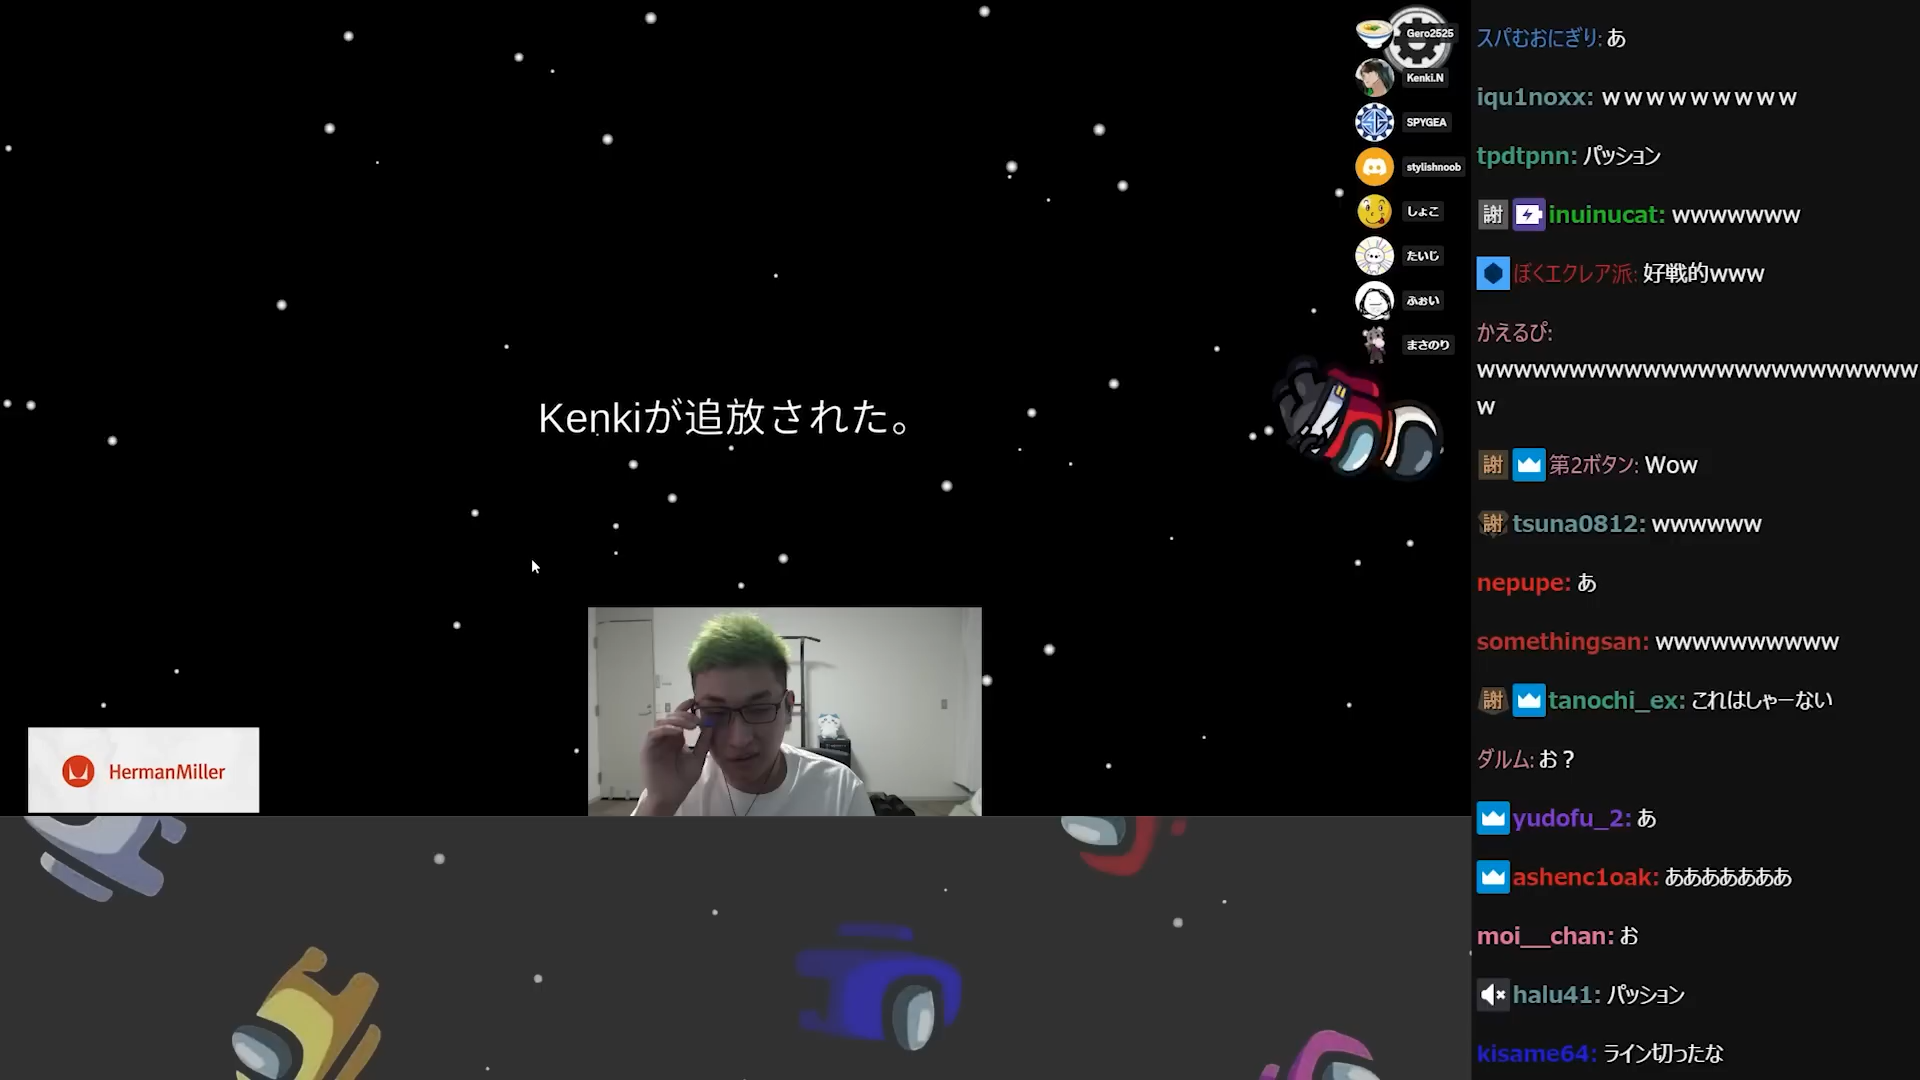 Gero2525
Kenki.N
SPYGEA
stylishnoob
しょこ
たいじ
ふぉい
まさのり
Kenkiが追放された。
HermanMiller
スパむおにぎり: あ
iqu1noxx: ｗｗｗｗｗｗｗｗｗ
tpdtpnn: パッション
謝 inuinucat: wwwwwww
ぼくエクレア派: 好戦的www
かえるぴ:
wwwwwwwwwwwwwwwwwwwwwwww
w
謝 第2ボタン: Wow
謝 tsuna0812: wwwwww
nepupe: あ
somethingsan: wwwwwwwwww
謝 tanochi_ex: これはしゃーない
ダルム: お？
yudofu_2: あ
ashenc1oak: あああああああ
moi__chan: お
halu41: パッション
kisame64: ライン切ったな